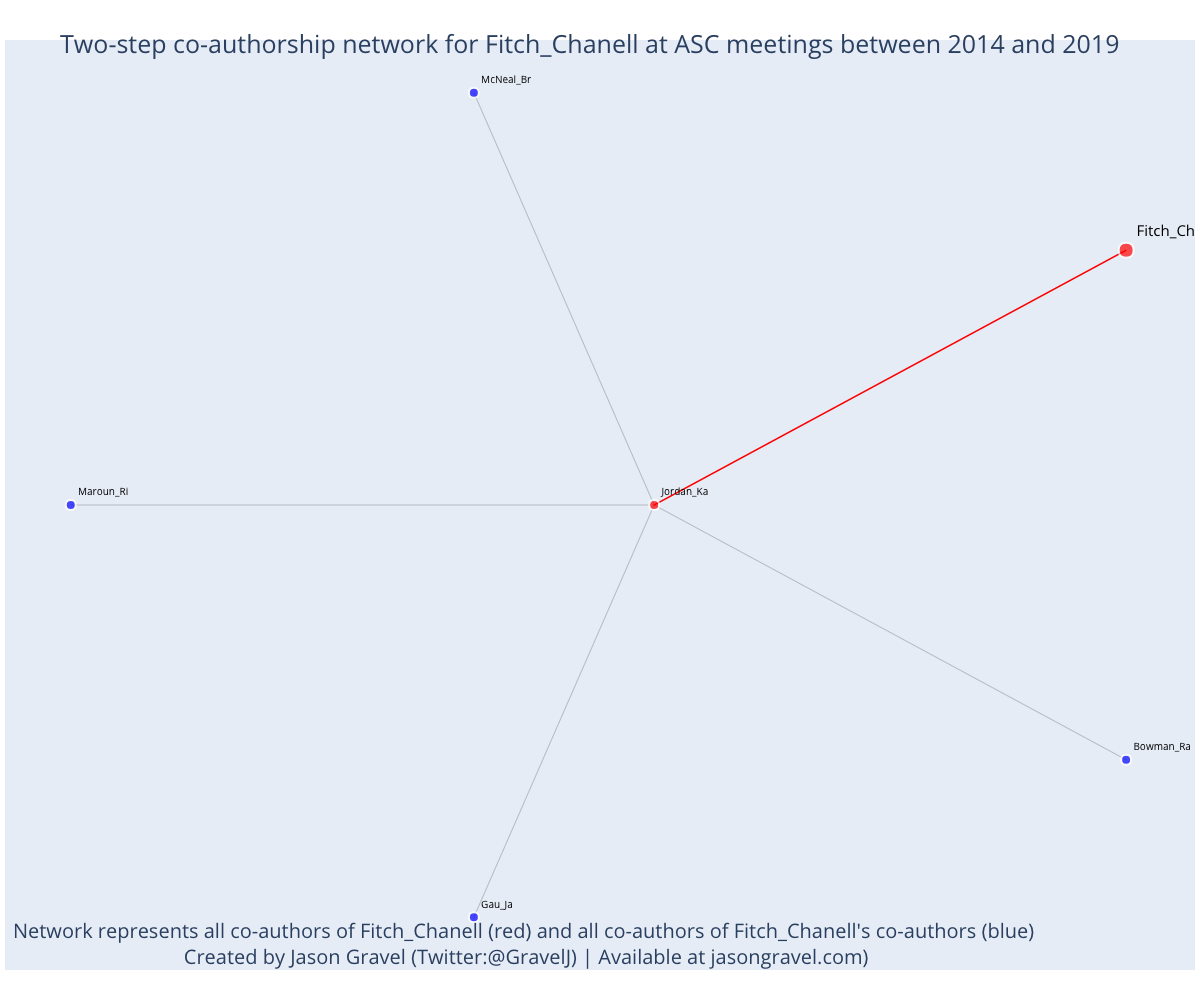 Two-step co-authorship network for Fitch_Chanell at ASC meetings between 2014 and 2019
McNeal_Br
Fitch_Ch
Maroun_Ri
Jordan_Ka
Bowman_Ra
Gau_Ja
Network represents all co-authors of Fitch_Chanell (red) and all co-authors of Fitch_Chanell's co-authors (blue)
Created by Jason Gravel (Twitter:@GravelJ) | Available at jasongravel.com)